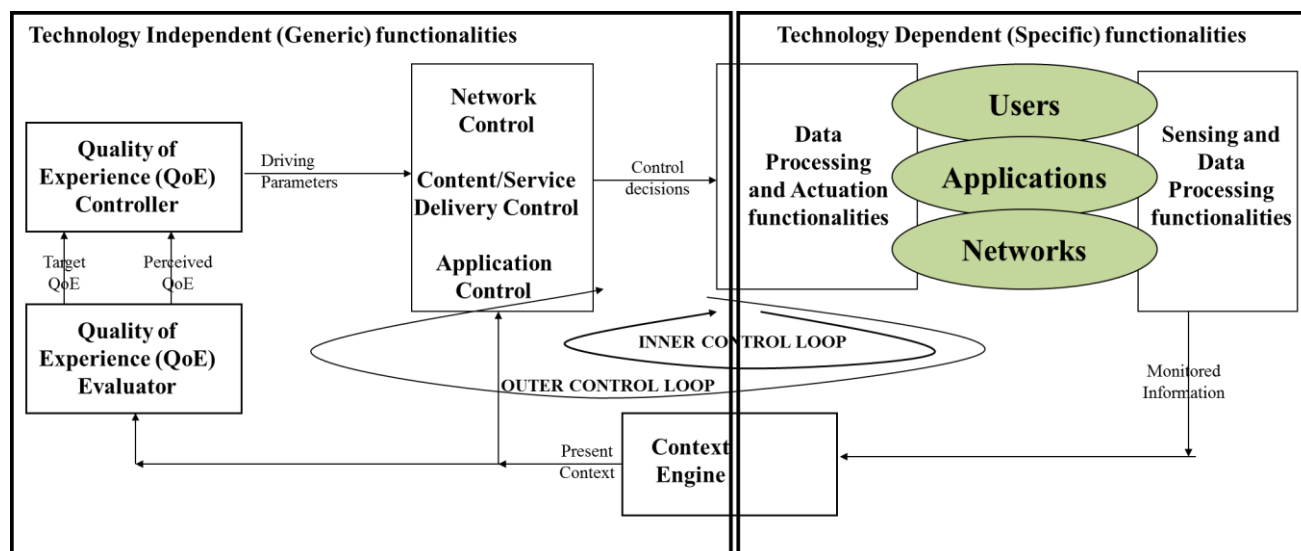 Technology Independent (Generic) functionalities
Technology Dependent (Specific) functionalities
Quality of
Experience (QoE)
Controller
Driving
Parameters
Network
Control
Content/Service
Delivery Control
Application
Control
Control
decisions
Data
Processing
and Actuation
functionalities
Users
Applications
Networks
Sensing and
Data
Processing
functionalities
Target
QoE
Perceived
QoE
Quality of
Experience (QoE)
Evaluator
INNER CONTROL LOOP
OUTER CONTROL LOOP
Monitored
Information
Present
Context
Context
Engine